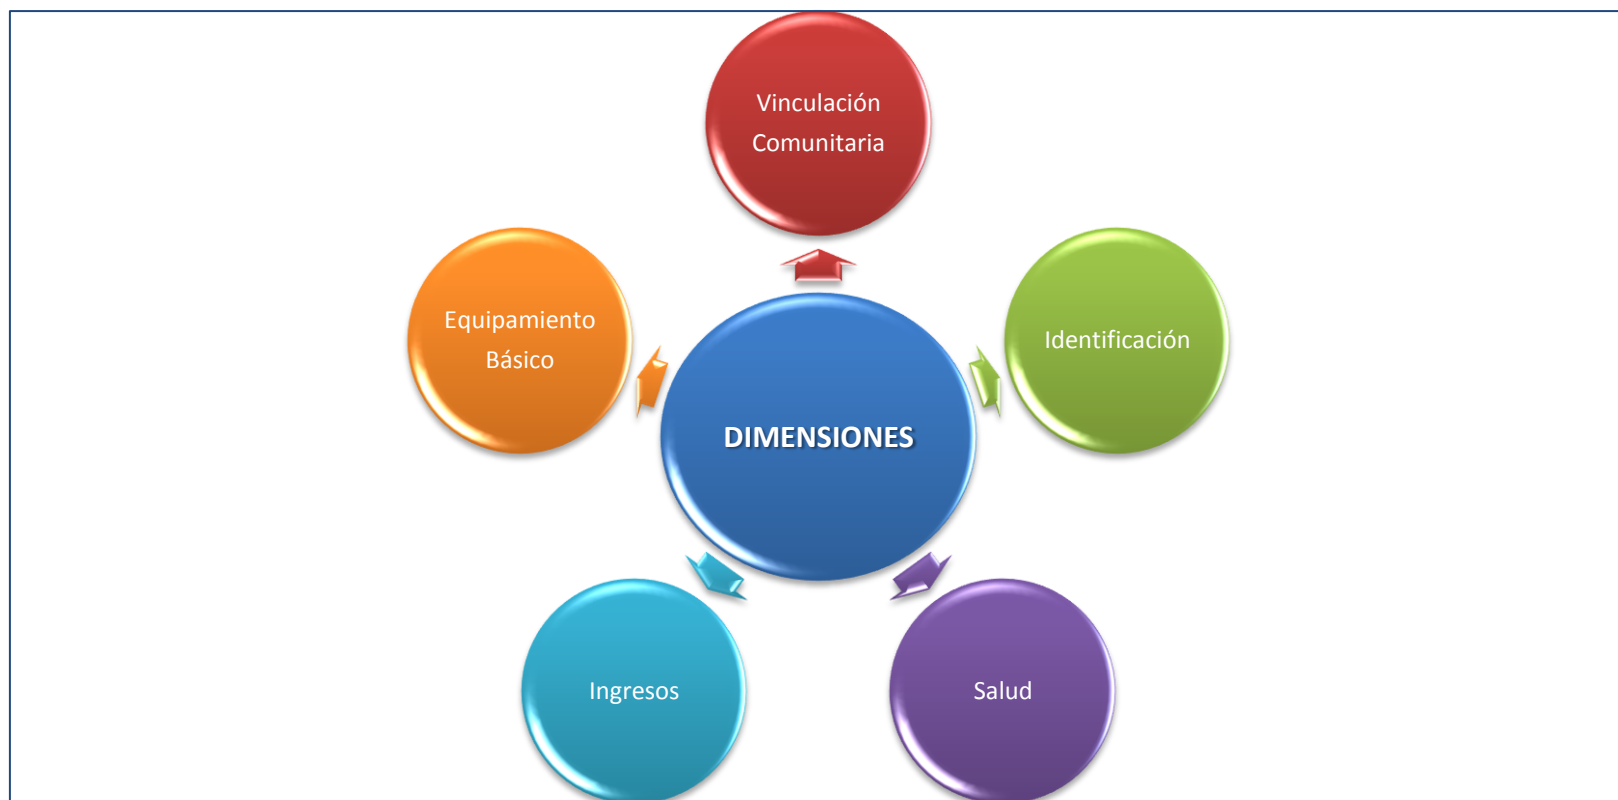 Vinculación
Comunitaria
Equipamiento
Básico
Identificación
DIMENSIONES
Ingresos
Salud